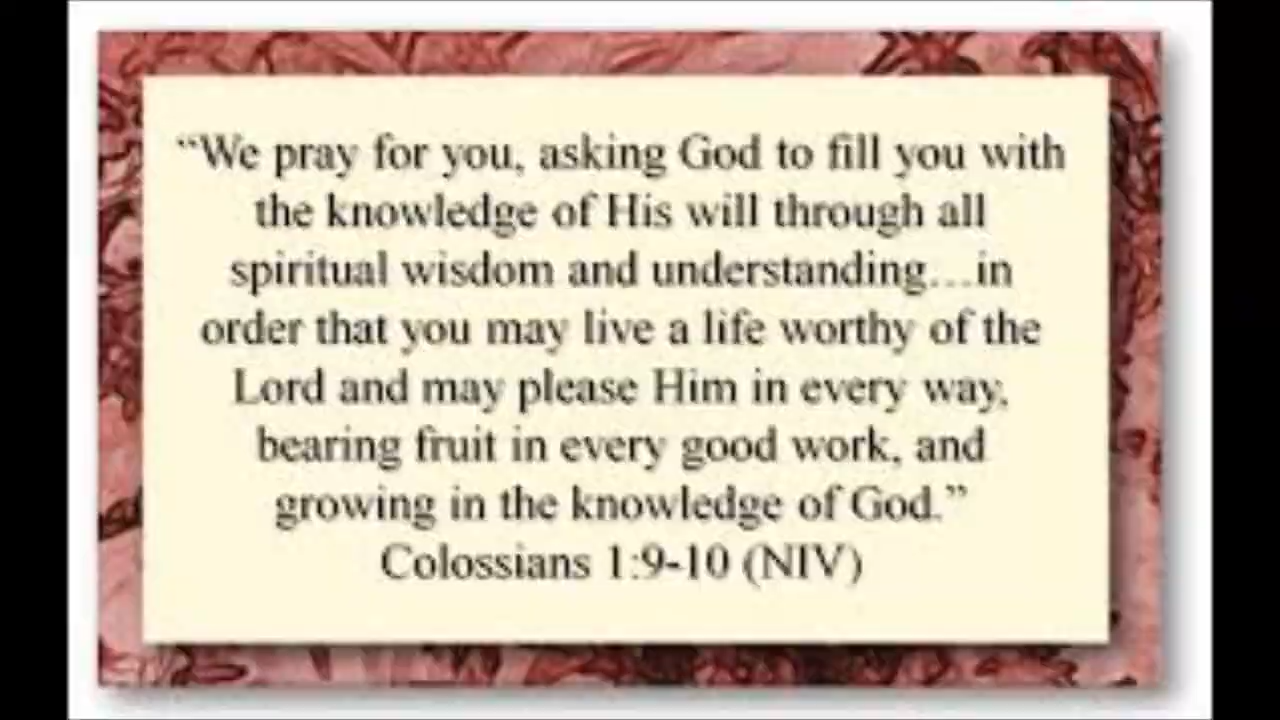 “We pray for you, asking God to fill you with
the knowledge of His will through all
spiritual wisdom and understanding…in
order that you may live a life worthy of the
Lord and may please Him in every way,
bearing fruit in every good work, and
growing in the knowledge of God.”
Colossians 1:9-10 (NIV)